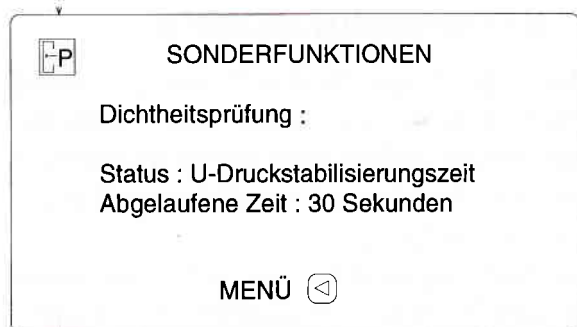 P
SONDERFUNKTIONEN
Dichtheitsprüfung :
Status : U-Druckstabilisierungszeit
Abgelaufene Zeit : 30 Sekunden
MENÜ